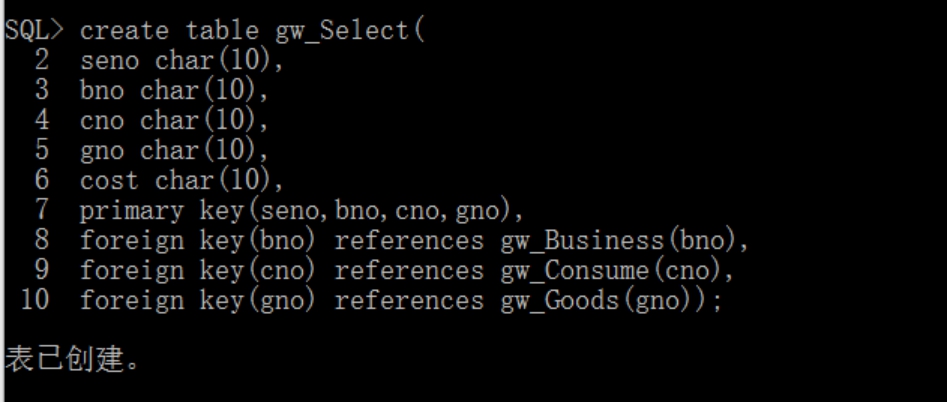 SQL> create table gw_Select(
  2  seno char(10),
  3  bno char(10),
  4  cno char(10),
  5  gno char(10),
  6  cost char(10),
  7  primary key(seno,bno,cno,gno),
  8  foreign key(bno) references gw_Business(bno),
  9  foreign key(cno) references gw_Consume(cno),
 10  foreign key(gno) references gw_Goods(gno));
表已创建。